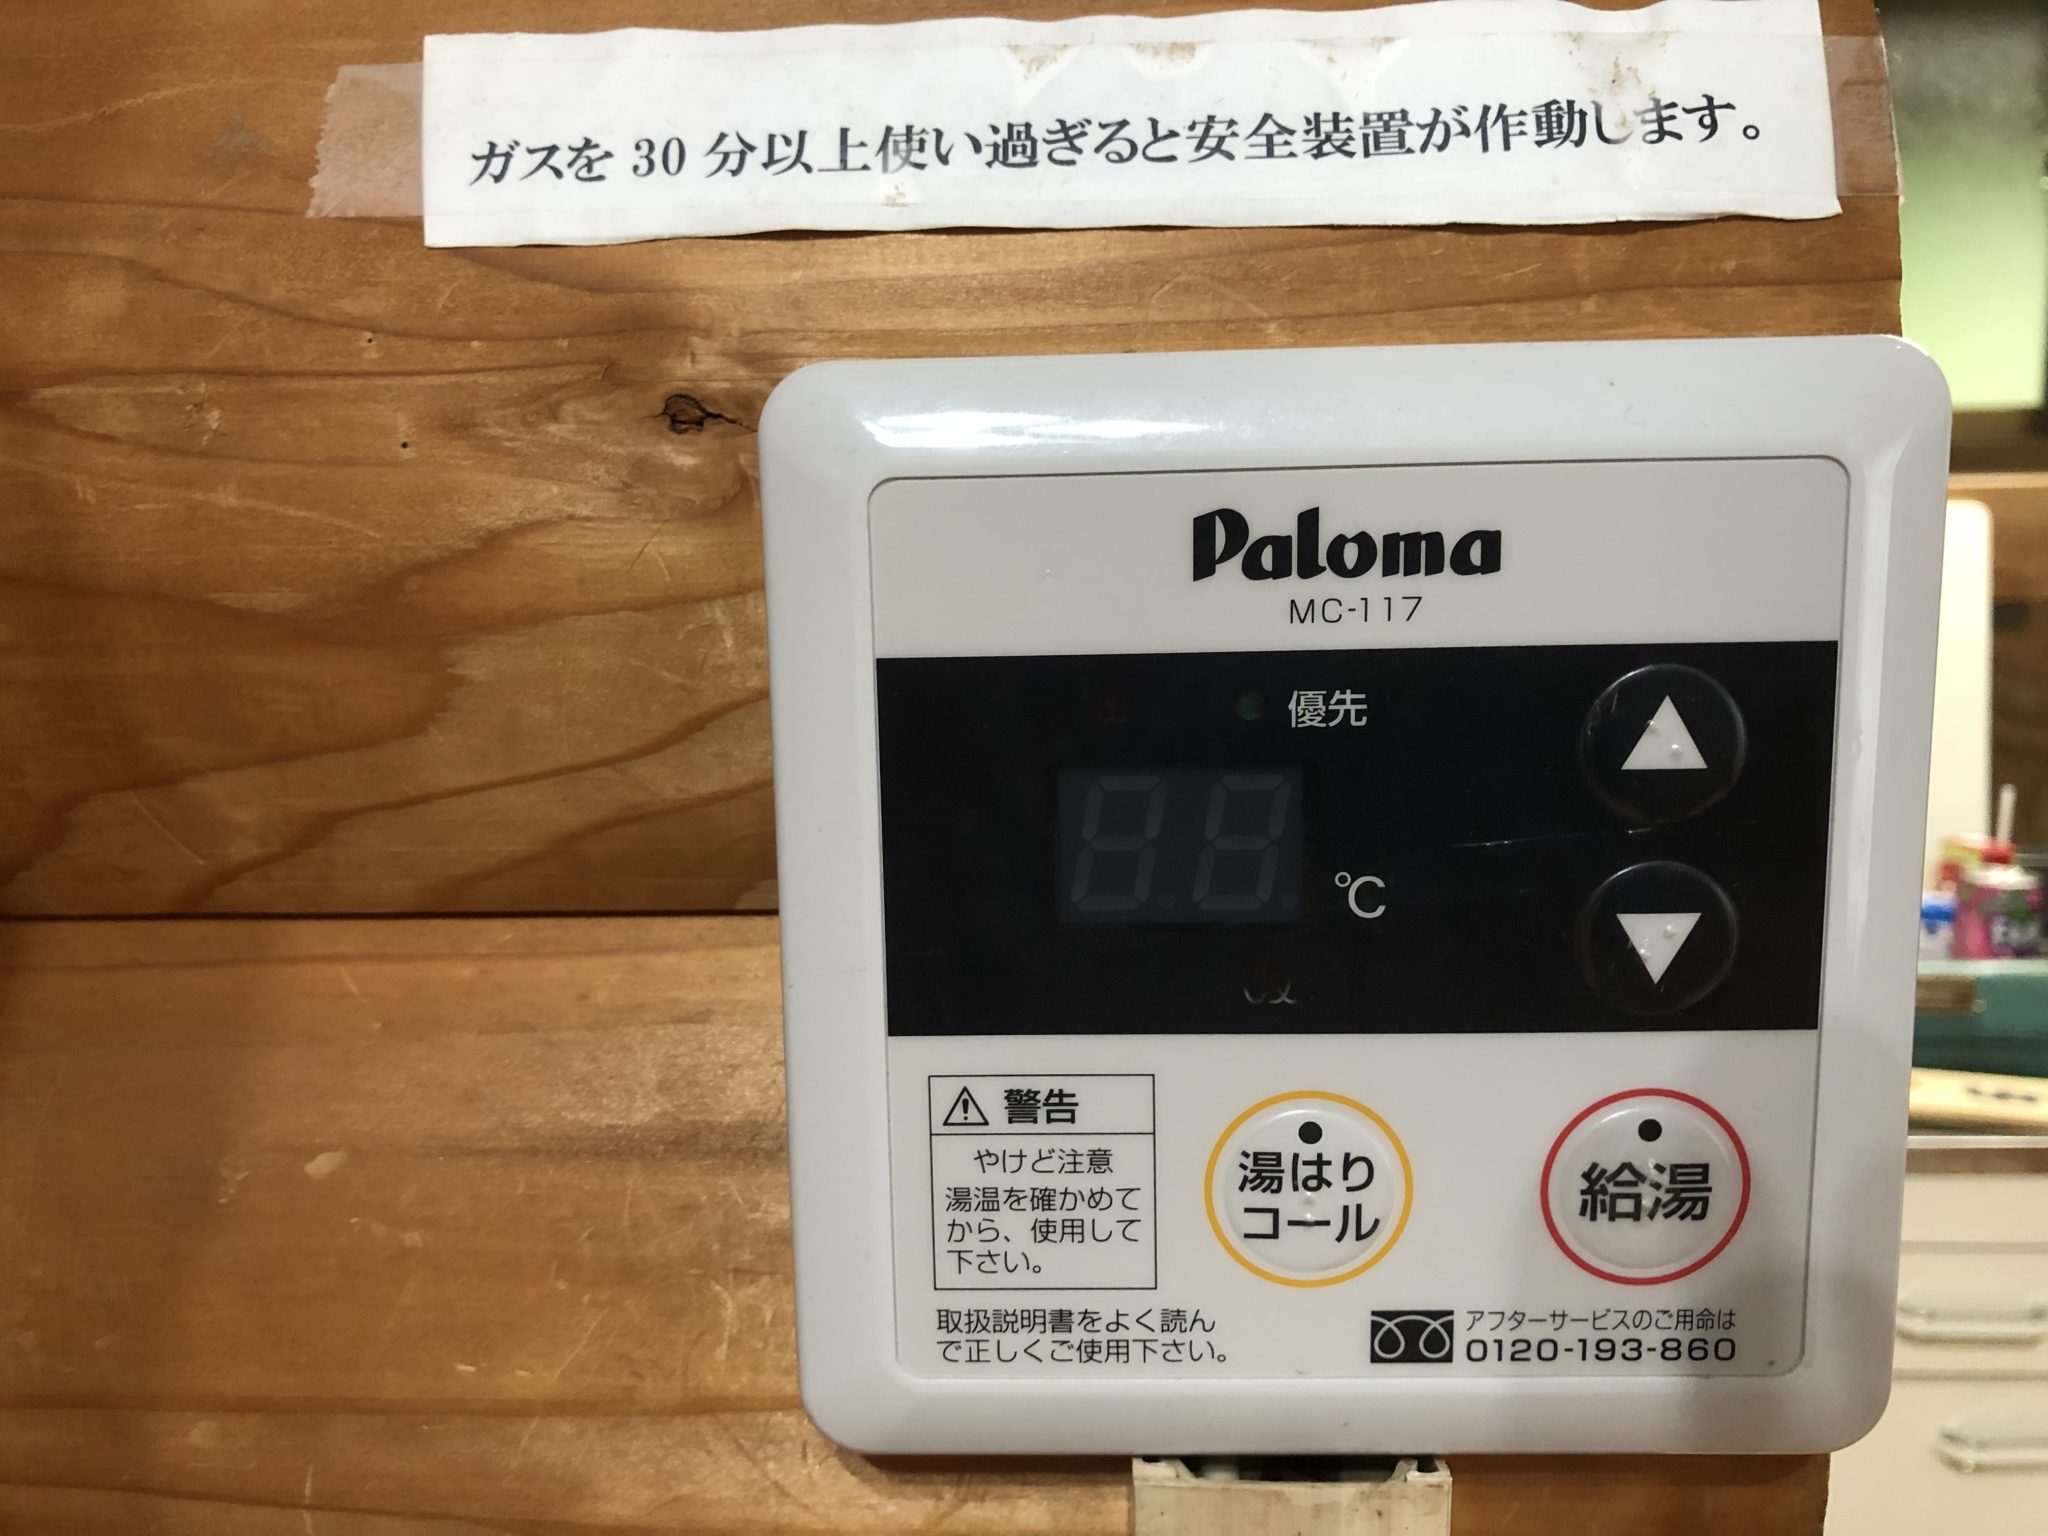 ガスを 30 分以上使い過ぎると安全装置が作動します。
Paloma
MC-117
優先
℃
警告
やけど注意
湯温を確かめて
から、使用して
下さい。
湯はり
コール
給湯
取扱説明書をよく読ん
で正しくご使用下さい。
アフターサービスのご用命は
0120-193-860